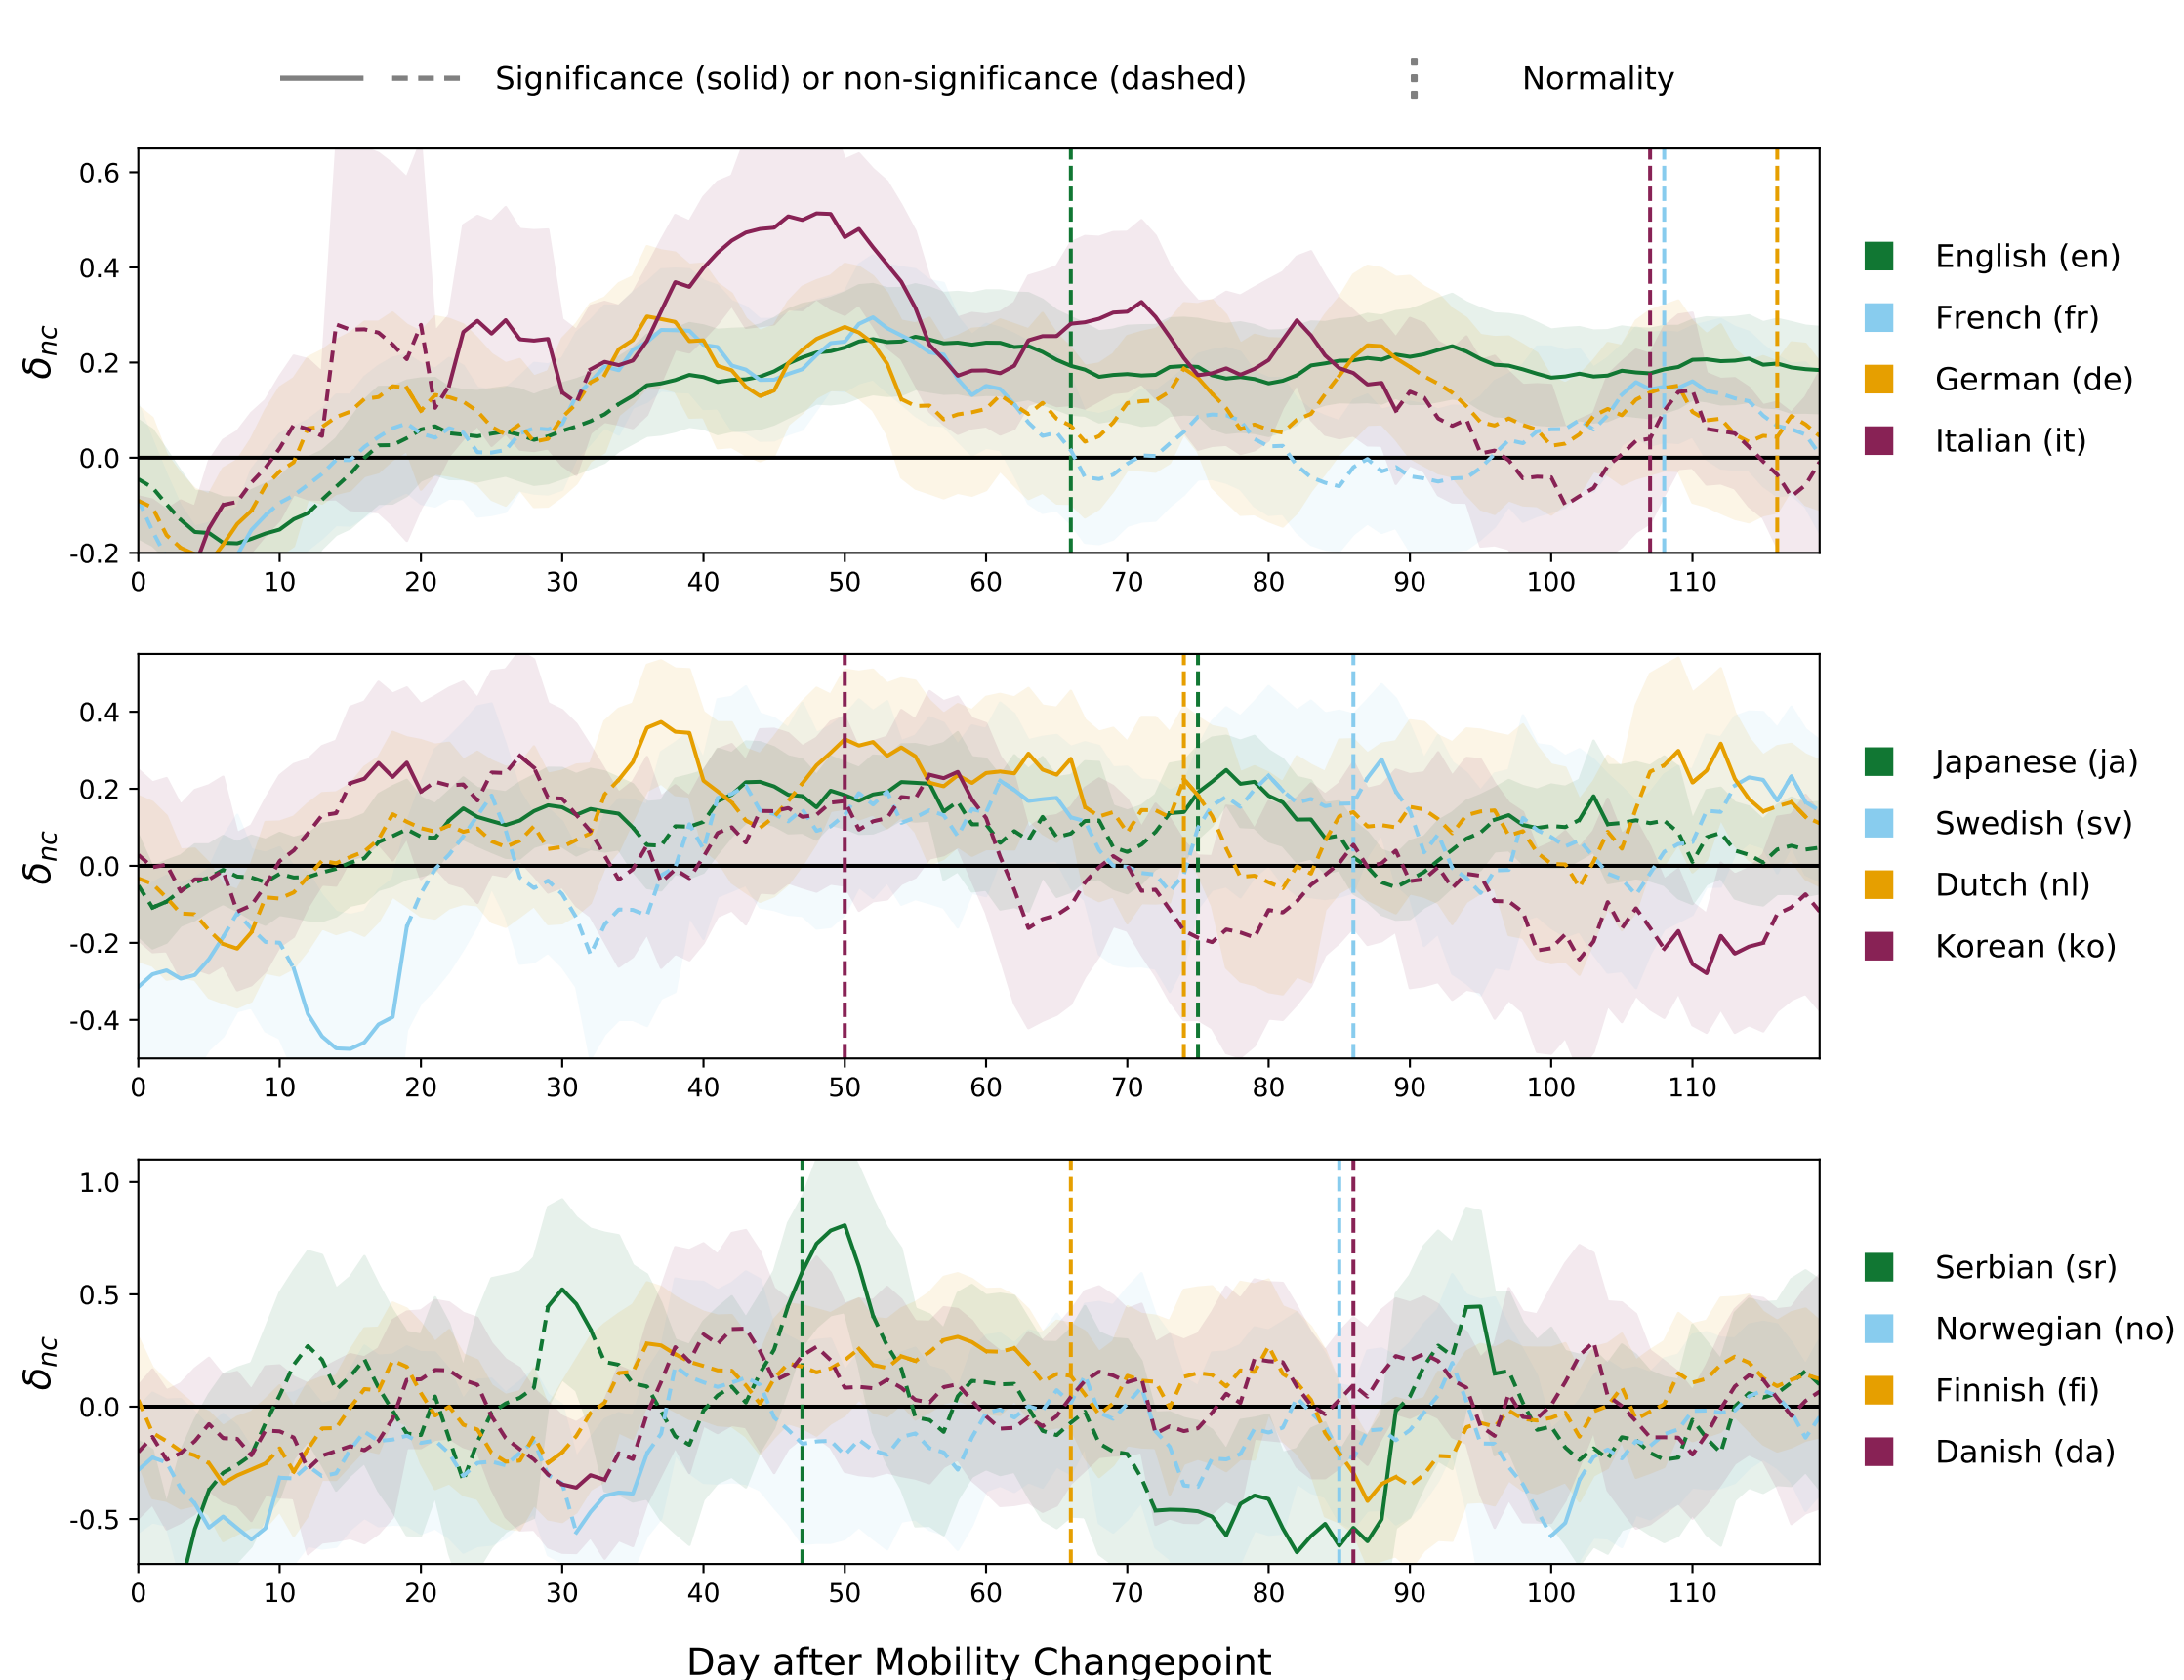 Significance (solid) or non-significance (dashed) Normality
δnc
0.6
0.4
0.2
0.0
-0.2
0 10 20 30 40 50 60 70 80 90 100 110
English (en)
French (fr)
German (de)
Italian (it)
δnc
0.4
0.2
0.0
-0.2
-0.4
0 10 20 30 40 50 60 70 80 90 100 110
Japanese (ja)
Swedish (sv)
Dutch (nl)
Korean (ko)
δnc
1.0
0.5
0.0
-0.5
0 10 20 30 40 50 60 70 80 90 100 110
Serbian (sr)
Norwegian (no)
Finnish (fi)
Danish (da)
Day after Mobility Changepoint